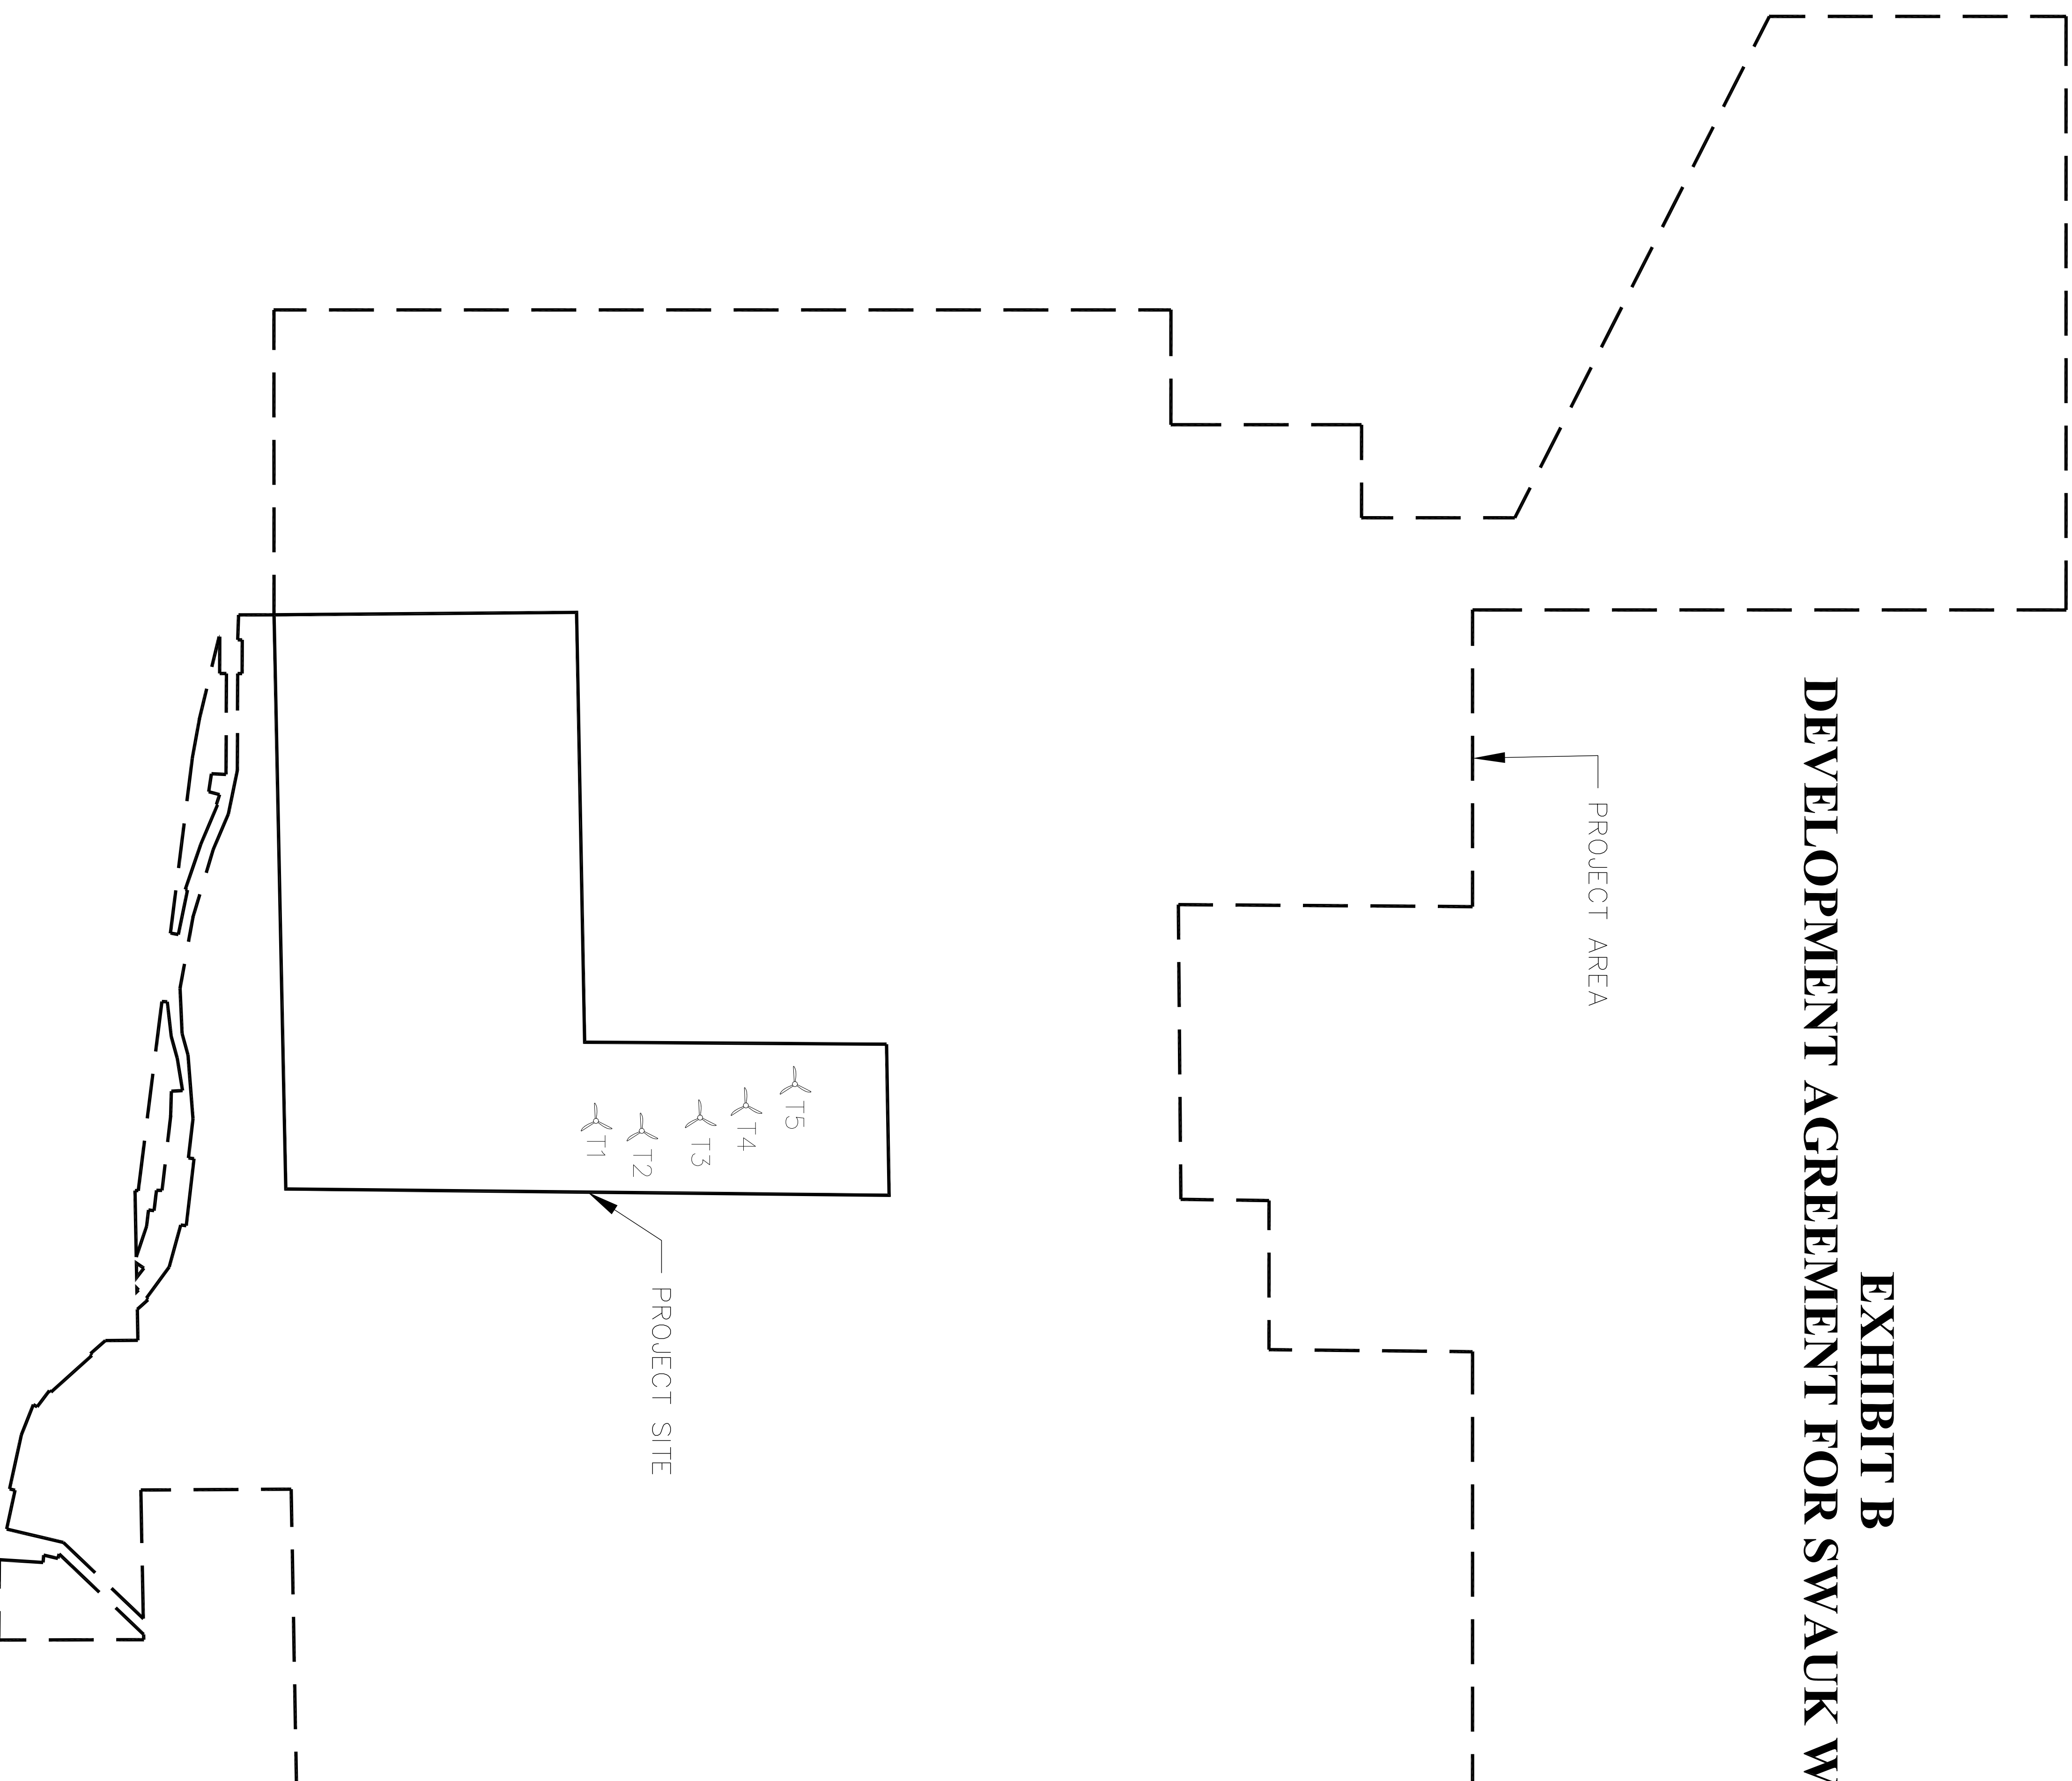 EXHIBIT B
DEVELOPMENT AGREEMENT FOR SWAUK W
PROJECT AREA
T5
T4
T3
T2
T1
PROJECT SITE